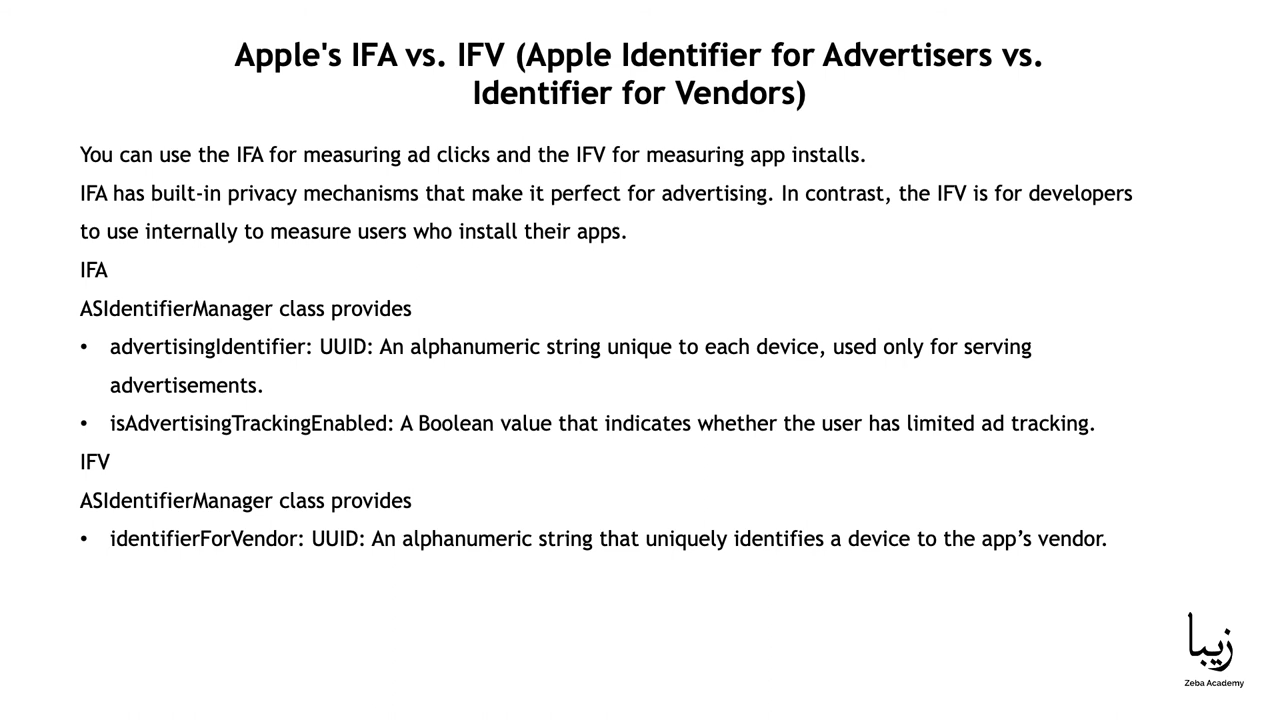 Apple's IFA vs. IFV (Apple Identifier for Advertisers vs.
Identifier for Vendors)
You can use the IFA for measuring ad clicks and the IFV for measuring app installs.
IFA has built-in privacy mechanisms that make it perfect for advertising. In contrast, the IFV is for developers
to use internally to measure users who install their apps.
IFA
ASIdentifierManager class provides
• advertisingIdentifier: UUID: An alphanumeric string unique to each device, used only for serving
advertisements.
• isAdvertisingTrackingEnabled: A Boolean value that indicates whether the user has limited ad tracking.
IFV
ASIdentifierManager class provides
• identifierForVendor: UUID: An alphanumeric string that uniquely identifies a device to the app’s vendor.
زيبا
Zeba Academy